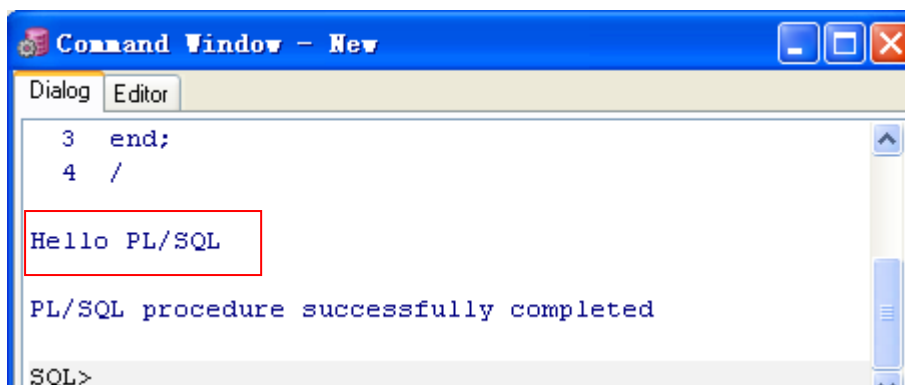 Command Window - New
Dialog Editor
3 end;
4 /
Hello PL/SQL
PL/SQL procedure successfully completed
SQL>